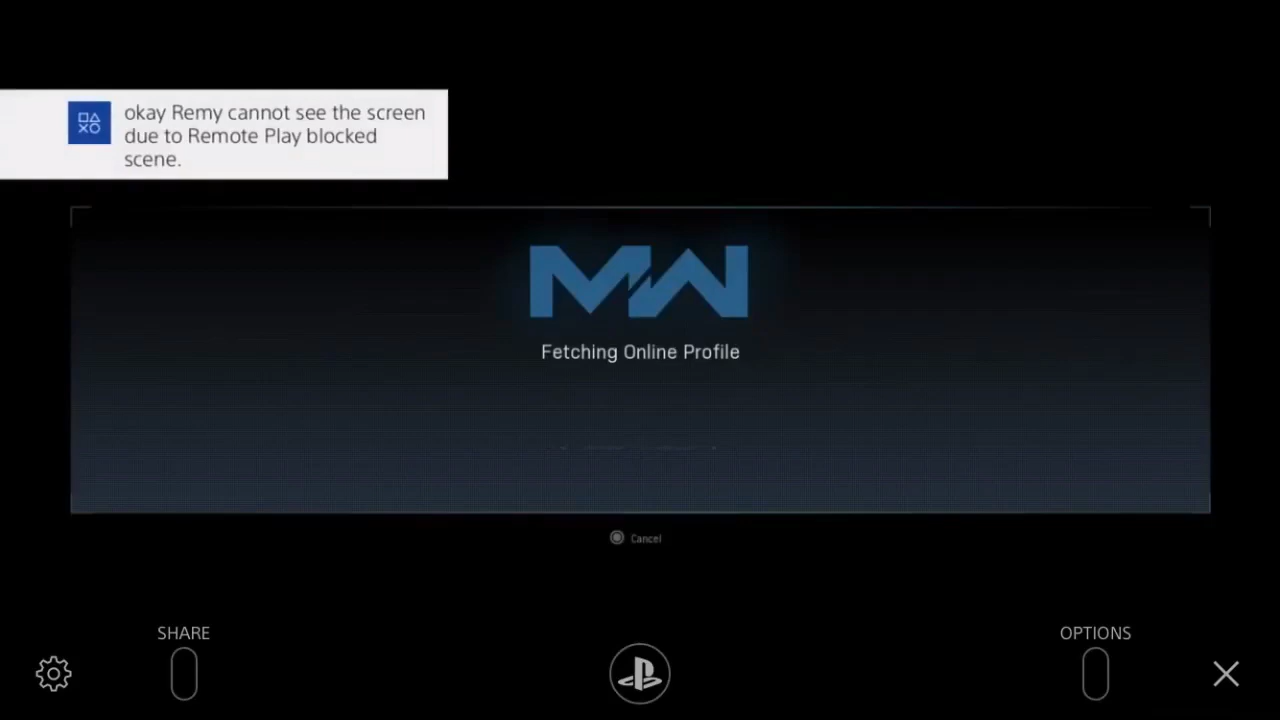 okay Remy cannot see the screen
due to Remote Play blocked
scene.
MW
Fetching Online Profile
Cancel
SHARE
OPTIONS